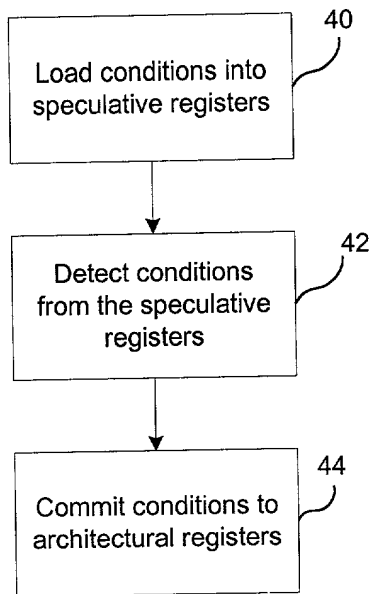 40
Load conditions into
speculative registers
42
Detect conditions
from the speculative
registers
44
Commit conditions to
architectural registers